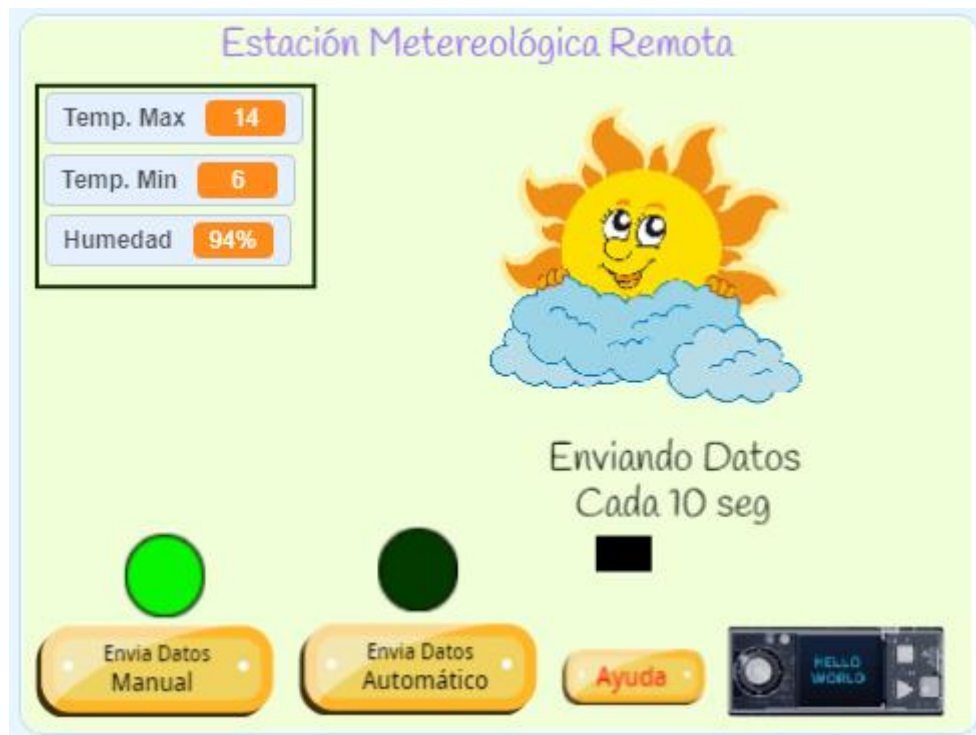 Estación Metereológica Remota
Temp. Max 14
Temp. Min 6
Humedad 94%
Enviando Datos
Cada 10 seg
Envia Datos
Manual
Envia Datos
Automático
Ayuda
HELLO
WORLD